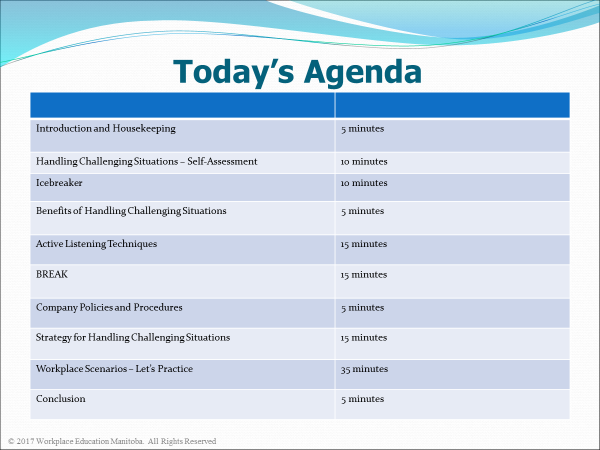 Today's Agenda
Introduction and Housekeeping 5 minutes
Handling Challenging Situations – Self-Assessment 10 minutes
Icebreaker 10 minutes
Benefits of Handling Challenging Situations 5 minutes
Active Listening Techniques 15 minutes
BREAK 15 minutes
Company Policies and Procedures 5 minutes
Strategy for Handling Challenging Situations 15 minutes
Workplace Scenarios – Let's Practice 35 minutes
Conclusion 5 minutes
© 2017 Workplace Education Manitoba. All Rights Reserved